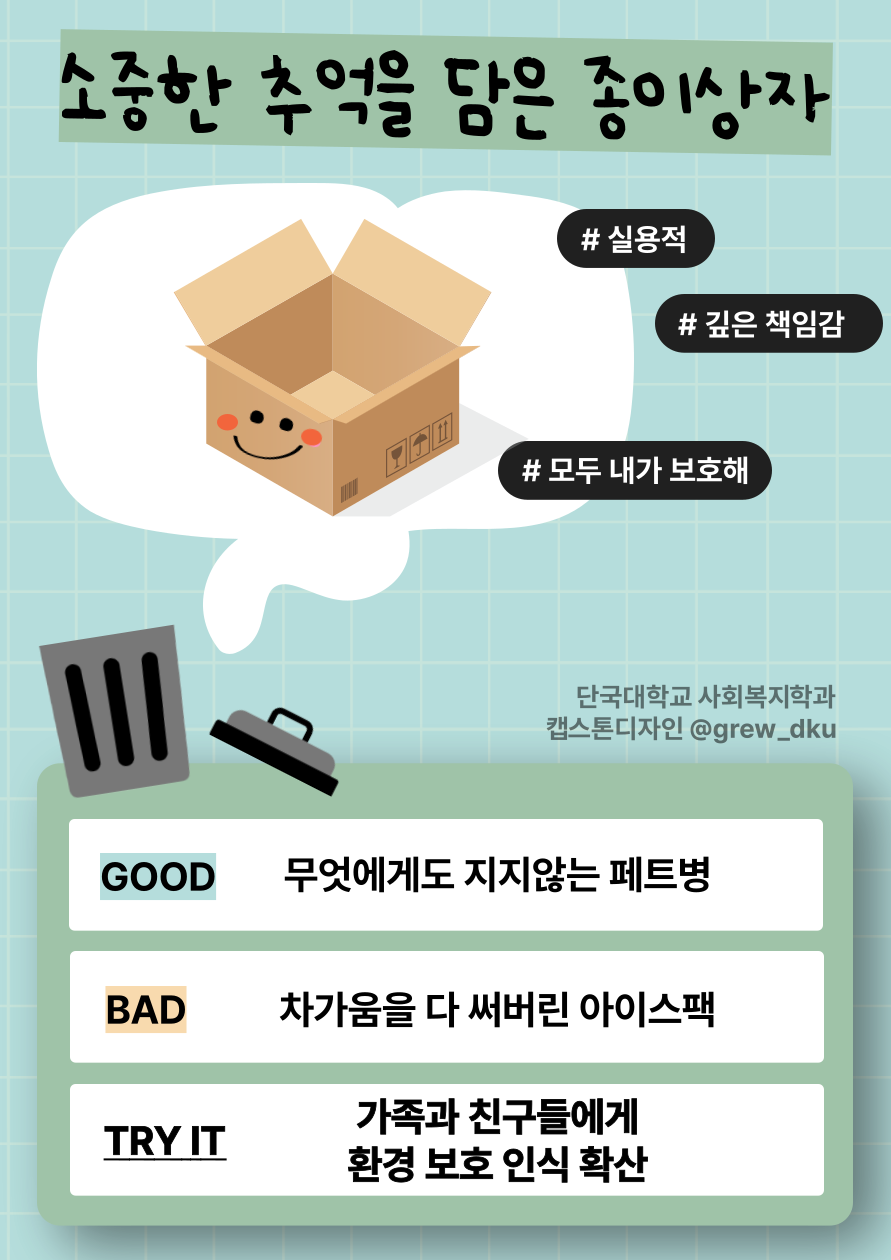 소중한 추억을 담은 종이상자
# 실용적
# 깊은 책임감
# 모두 내가 보호해
단국대학교 사회복지학과
캡스톤디자인 @grew_dku
GOOD 무엇에게도 지지않는 페트병
BAD 차가움을 다 써버린 아이스팩
TRY IT 가족과 친구들에게
환경 보호 인식 확산